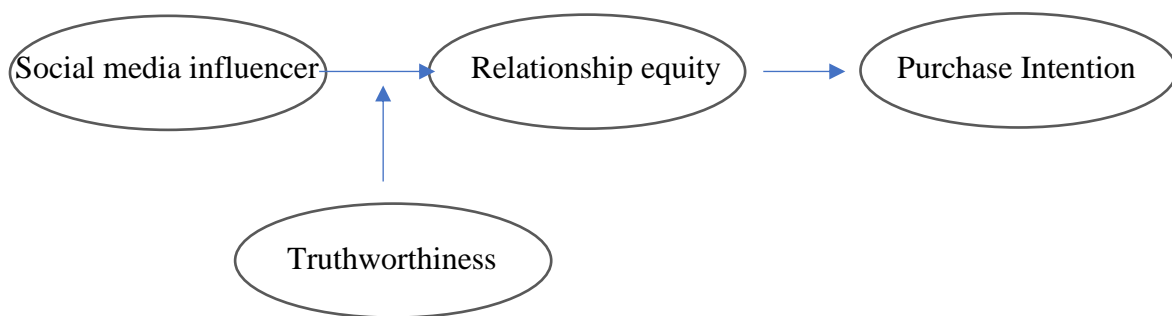 Social media influencer
Relationship equity
Purchase Intention
Truthworthiness